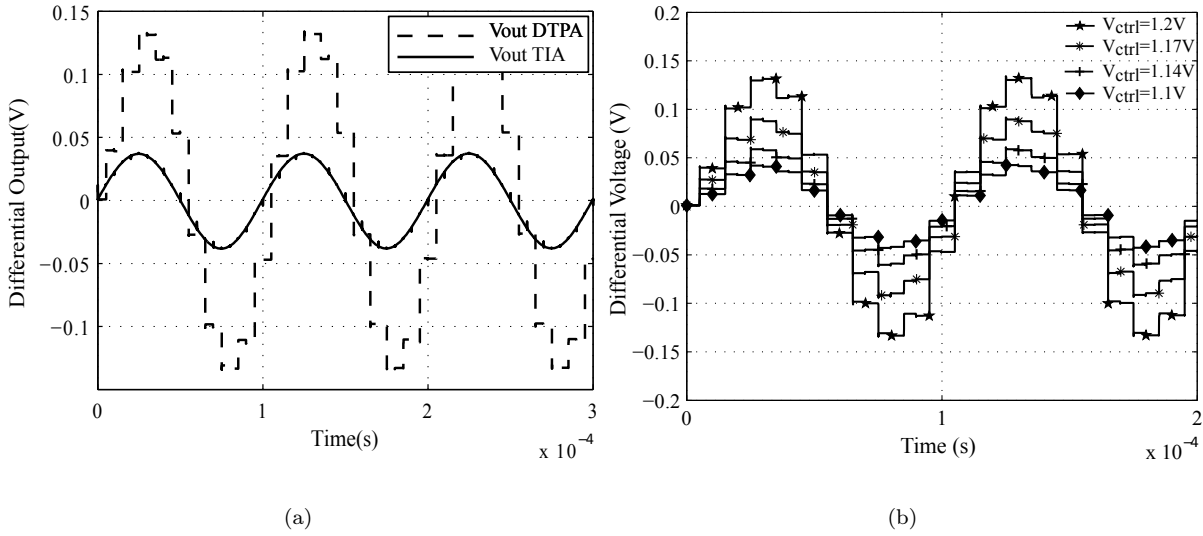 0.15
0.1
0.05
0
−0.05
−0.1
Differential Output(V)
Vout DTPA
Vout TIA
0 1 2 3
Time(s)
x 10⁻⁴
(a)
0.2
0.15
0.1
0.05
0
−0.05
−0.1
−0.15
−0.2
Differential Voltage (V)
V_ctrl=1.2V
V_ctrl=1.17V
V_ctrl=1.14V
V_ctrl=1.1V
0 1 2
Time (s)
x 10⁻⁴
(b)